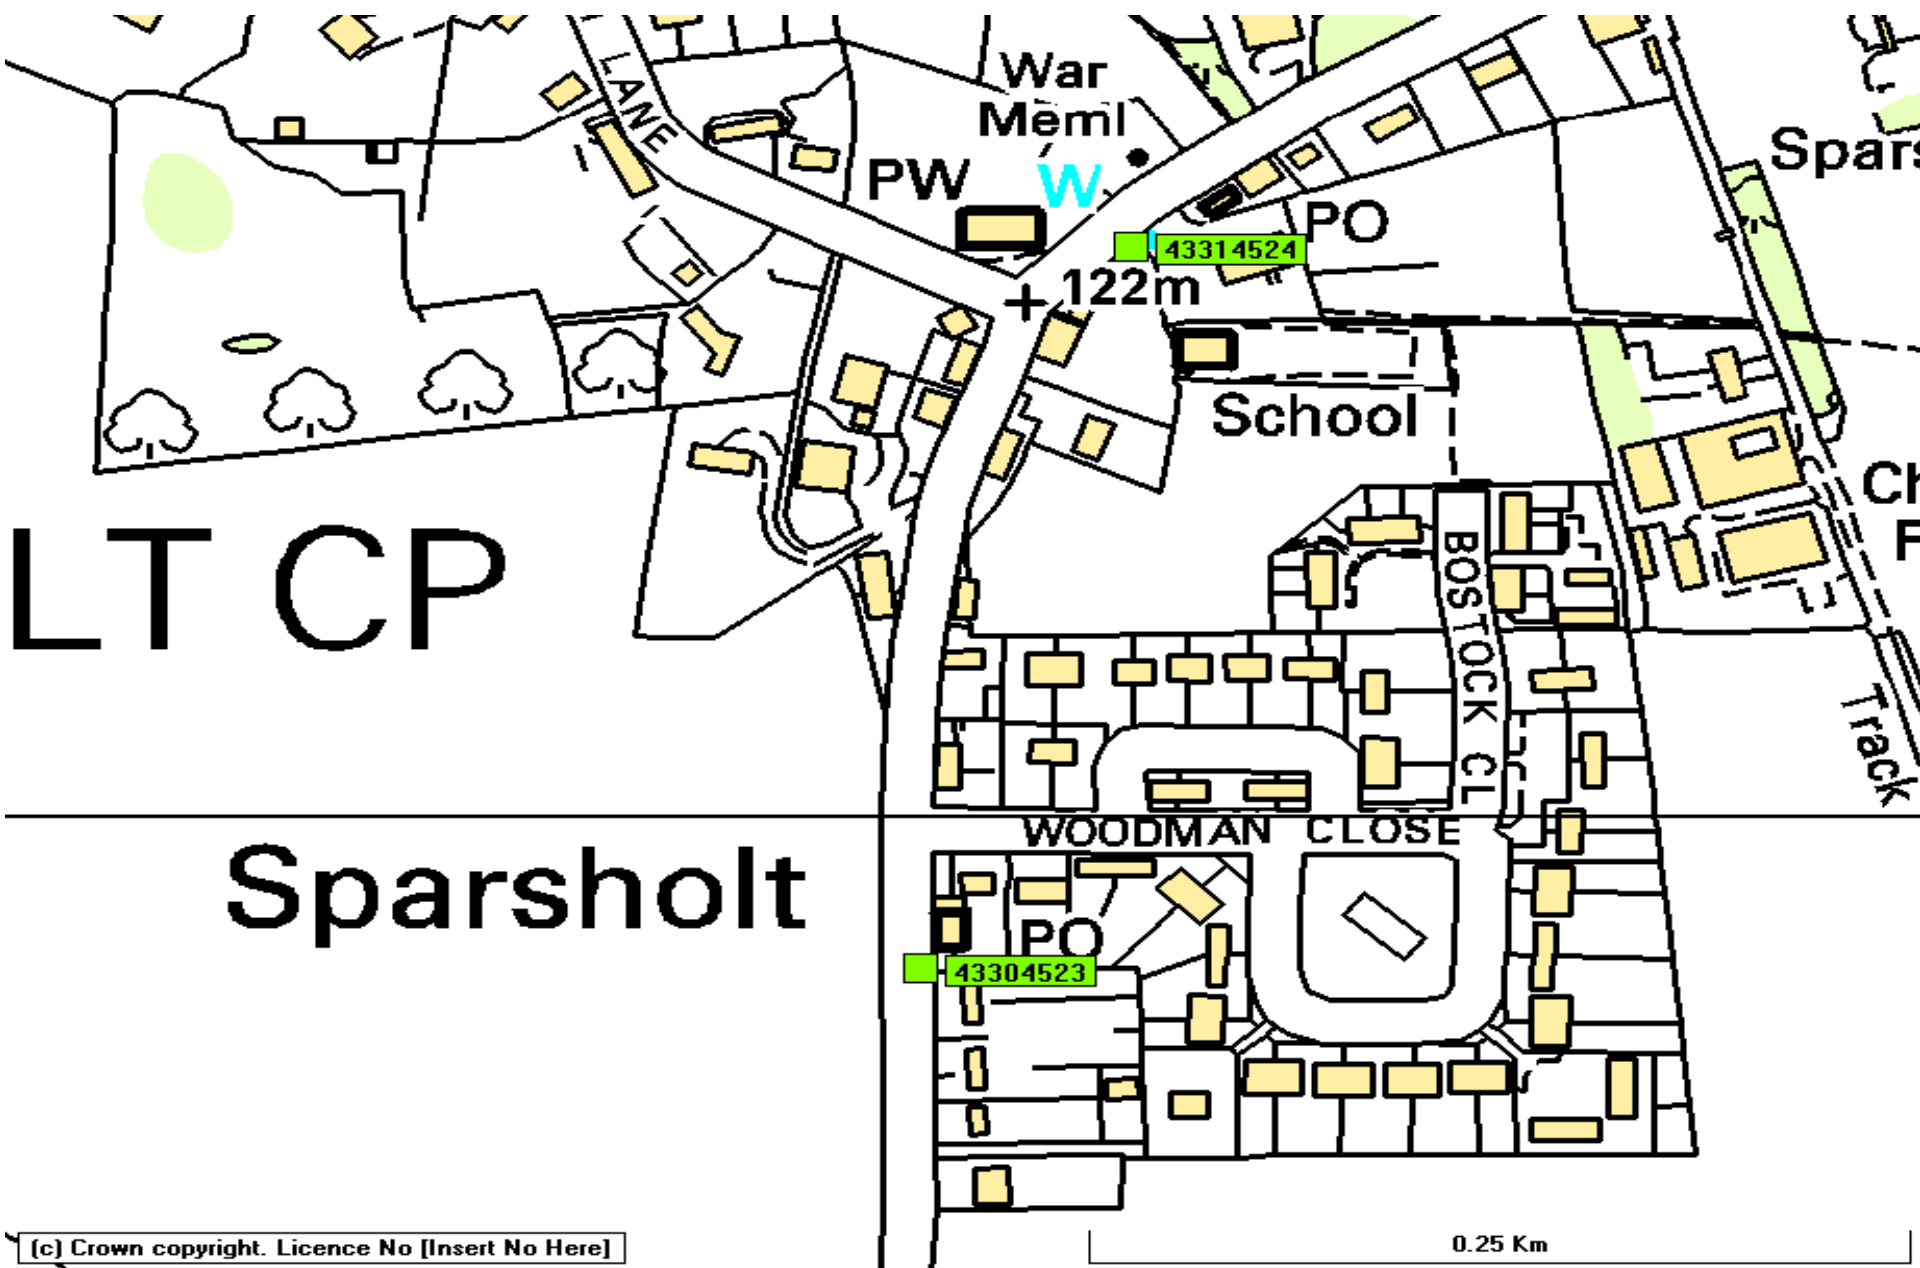 LANE
War
Meml
PW
W
Spars
PO
43314524
122m
School
Ch
F
LT CP
BOSTOCK CL
Track
WOODMAN CLOSE
Sparsholt
PO
43304523
(c) Crown copyright. Licence No [Insert No Here]
0.25 Km